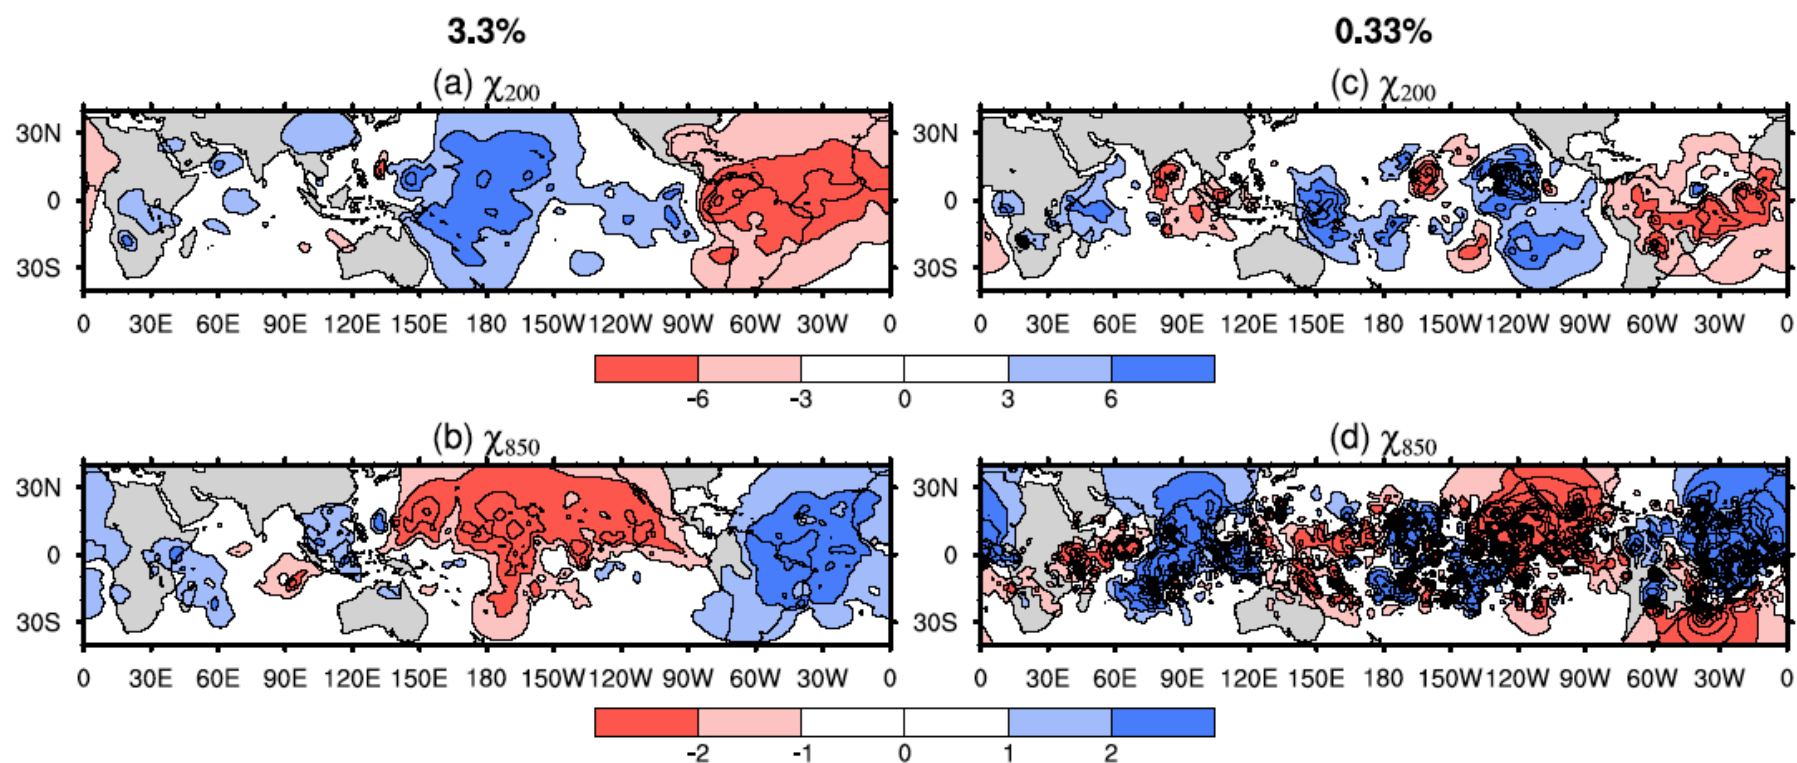 3.3% 0.33%
(a) χ200 (c) χ200
30N
0
30S
0 30E 60E 90E 120E 150E 180 150W 120W 90W 60W 30W 0
0 30E 60E 90E 120E 150E 180 150W 120W 90W 60W 30W 0
-6 -3 0 3 6
(b) χ850 (d) χ850
30N 30N
0 0
30S 30S
0 30E 60E 90E 120E 150E 180 150W 120W 90W 60W 30W 0
0 30E 60E 90E 120E 150E 180 150W 120W 90W 60W 30W 0
-2 -1 0 1 2